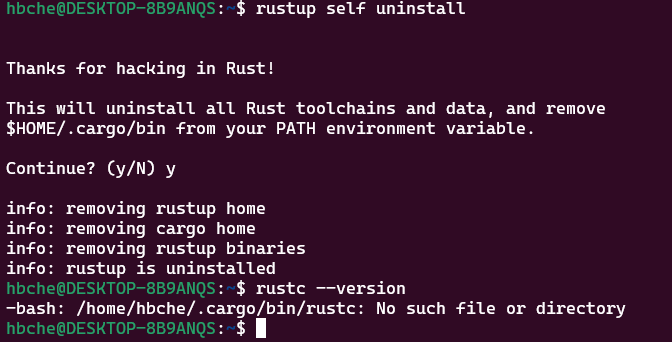 hbche@DESKTOP-8B9ANQS:~$ rustup self uninstall
Thanks for hacking in Rust!
This will uninstall all Rust toolchains and data, and remove
$HOME/.cargo/bin from your PATH environment variable.
Continue? (y/N) y
info: removing rustup home
info: removing cargo home
info: removing rustup binaries
info: rustup is uninstalled
hbche@DESKTOP-8B9ANQS:~$ rustc --version
-bash: /home/hbche/.cargo/bin/rustc: No such file or directory
hbche@DESKTOP-8B9ANQS:~$